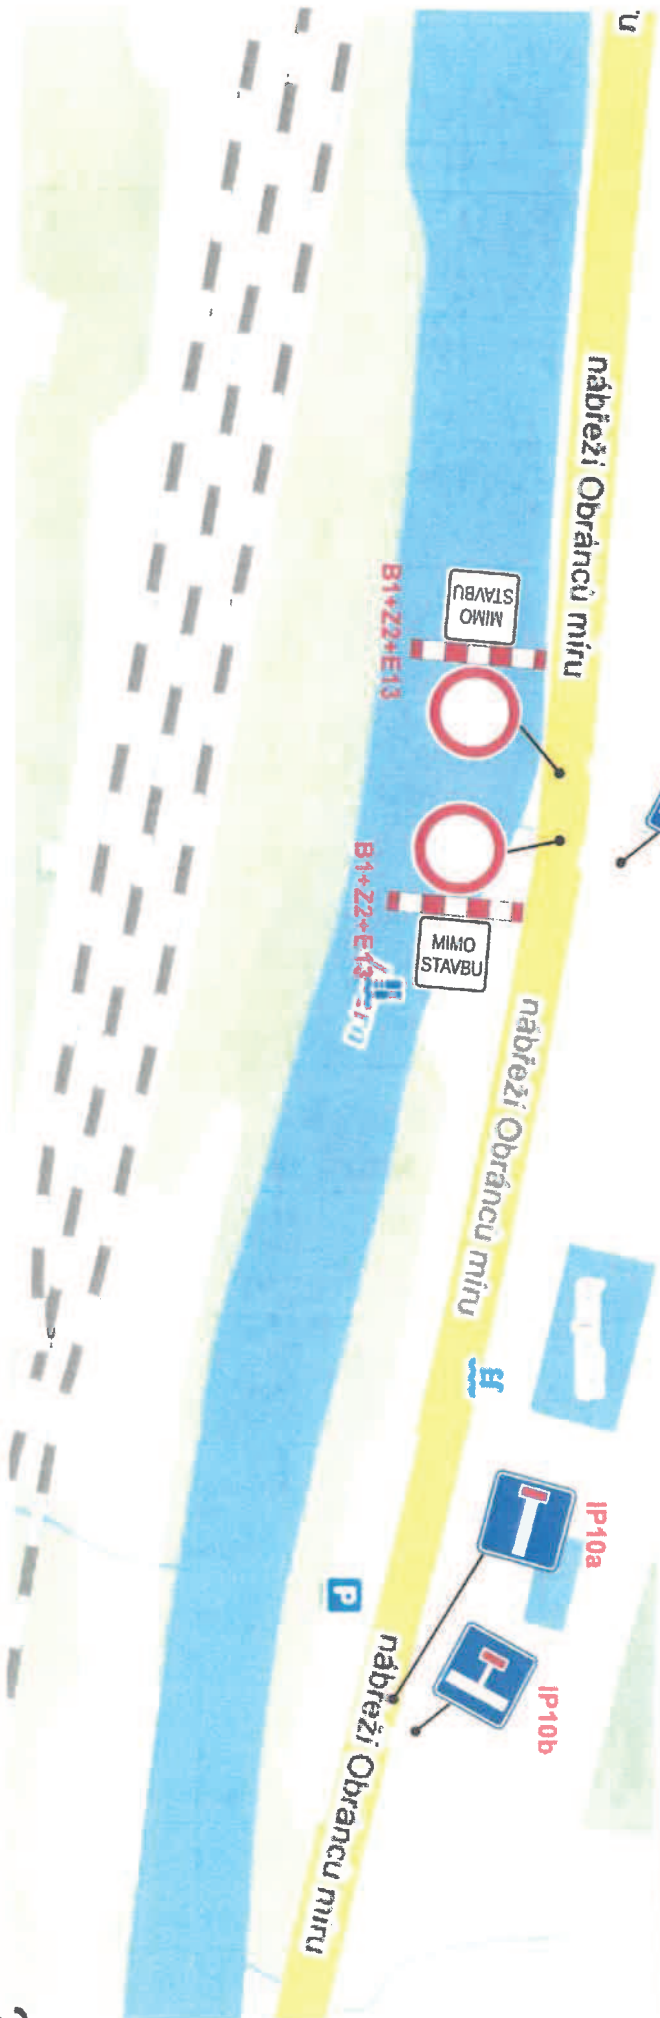 nábřeží Obránců míru
MIMO
STAVBU
B1+Z2+E13
B1+Z2+E13
MIMO
STAVBU
nábřeží Obránců míru
IP10a
P
IP10b
nábřeží Obránců míru